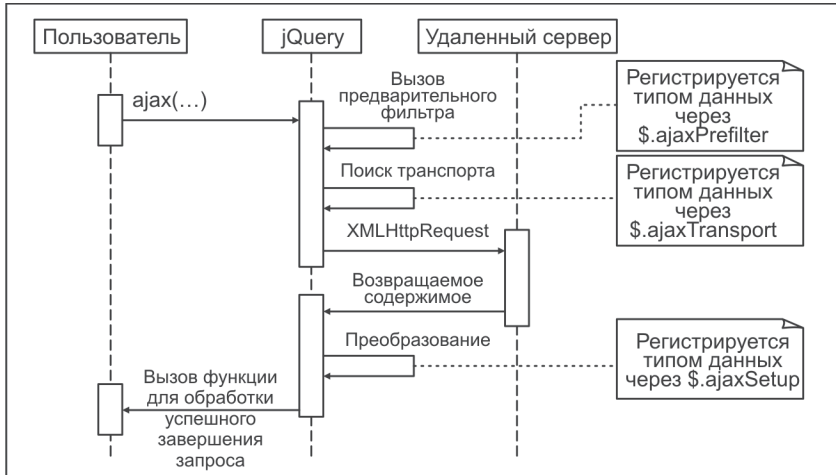 Пользователь
jQuery
Удаленный сервер
ajax(...)
Вызов
предварительного
фильтра
Регистрируется
типом данных
через
$.ajaxPrefilter
Поиск транспорта
Регистрируется
типом данных
через
$.ajaxTransport
XMLHttpRequest
Возвращаемое
содержимое
Преобразование
Регистрируется
типом данных
через $.ajaxSetup
Вызов функции
для обработки
успешного
завершения
запроса